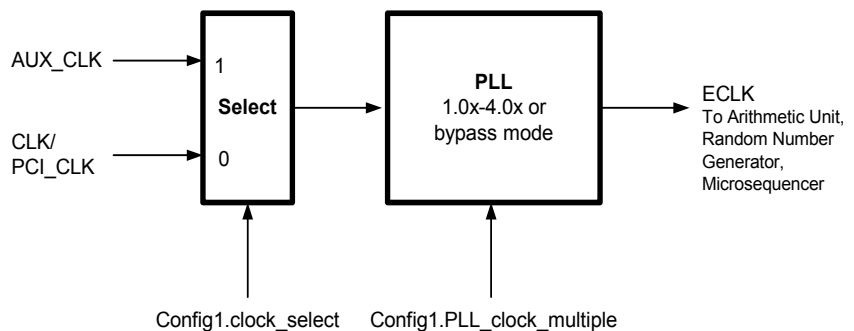 AUX_CLK
1
Select
CLK/
PCI_CLK
0
PLL
1.0x-4.0x or
bypass mode
ECLK
To Arithmetic Unit,
Random Number
Generator,
Microsequencer
Config1.clock_select
Config1.PLL_clock_multiple